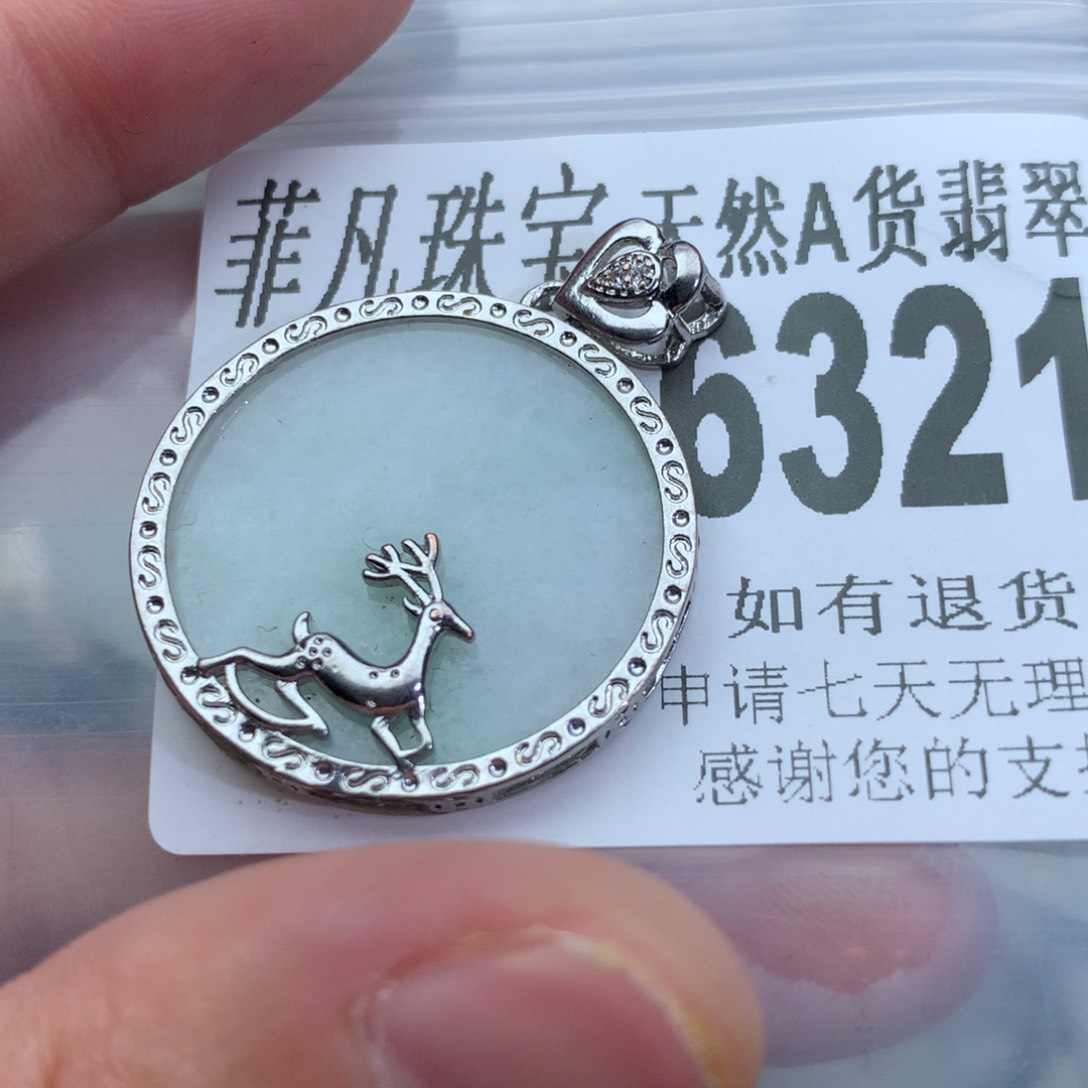 菲凡珠宝天然A货翡翠
6321
如有退货
申请七天无理
感谢您的支持